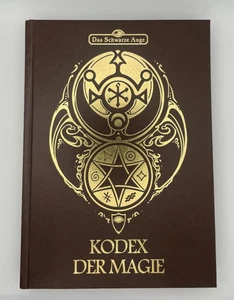 Das Schwarze Auge
KODEX
DER MAGIE